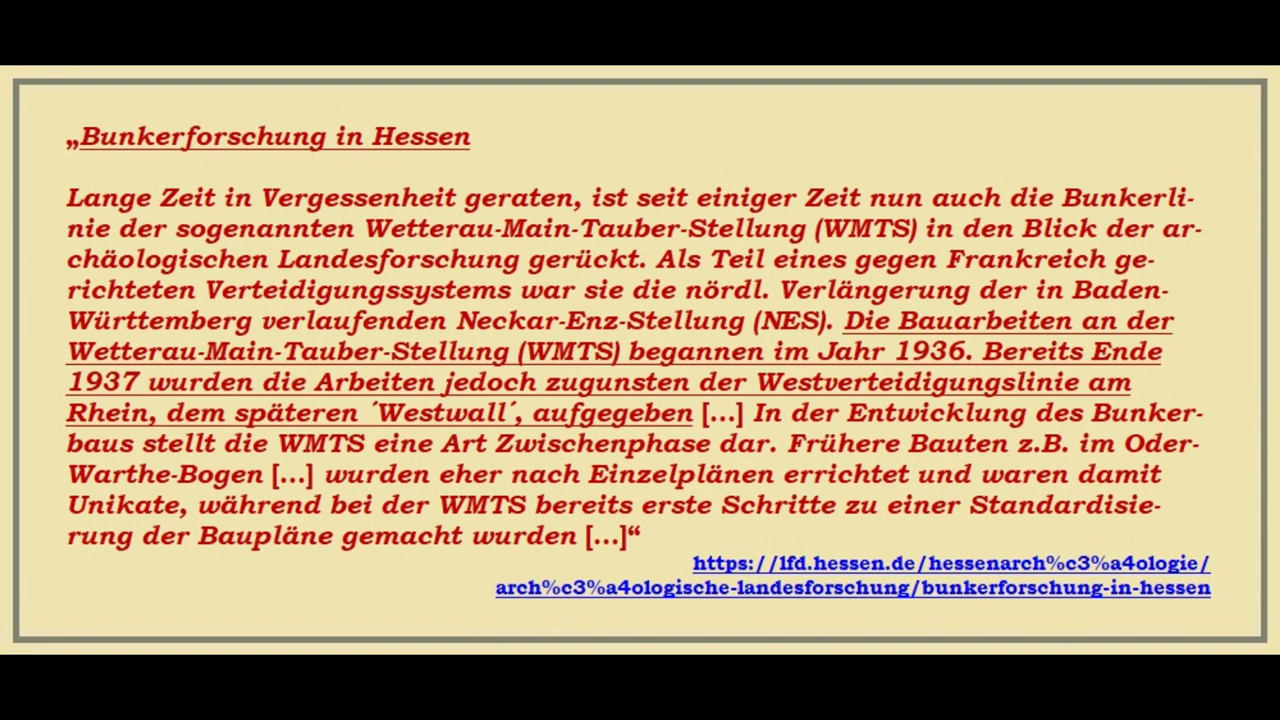 „Bunkerforschung in Hessen
Lange Zeit in Vergessenheit geraten, ist seit einiger Zeit nun auch die Bunkerli-
nie der sogenannten Wetterau-Main-Tauber-Stellung (WMTS) in den Blick der ar-
chäologischen Landesforschung gerückt. Als Teil eines gegen Frankreich ge-
richteten Verteidigungssystems war sie die nördl. Verlängerung der in Baden-
Württemberg verlaufenden Neckar-Enz-Stellung (NES). Die Bauarbeiten an der
Wetterau-Main-Tauber-Stellung (WMTS) begannen im Jahr 1936. Bereits Ende
1937 wurden die Arbeiten jedoch zugunsten der Westverteidigungslinie am
Rhein, dem späteren ´Westwall´, aufgegeben [...] In der Entwicklung des Bunker-
baus stellt die WMTS eine Art Zwischenphase dar. Frühere Bauten z.B. im Oder-
Warthe-Bogen [...] wurden eher nach Einzelplänen errichtet und waren damit
Unikate, während bei der WMTS bereits erste Schritte zu einer Standardisie-
rung der Baupläne gemacht wurden [...]“
https://lfd.hessen.de/hessenarch%c3%a4ologie/
arch%c3%a4ologische-landesforschung/bunkerforschung-in-hessen